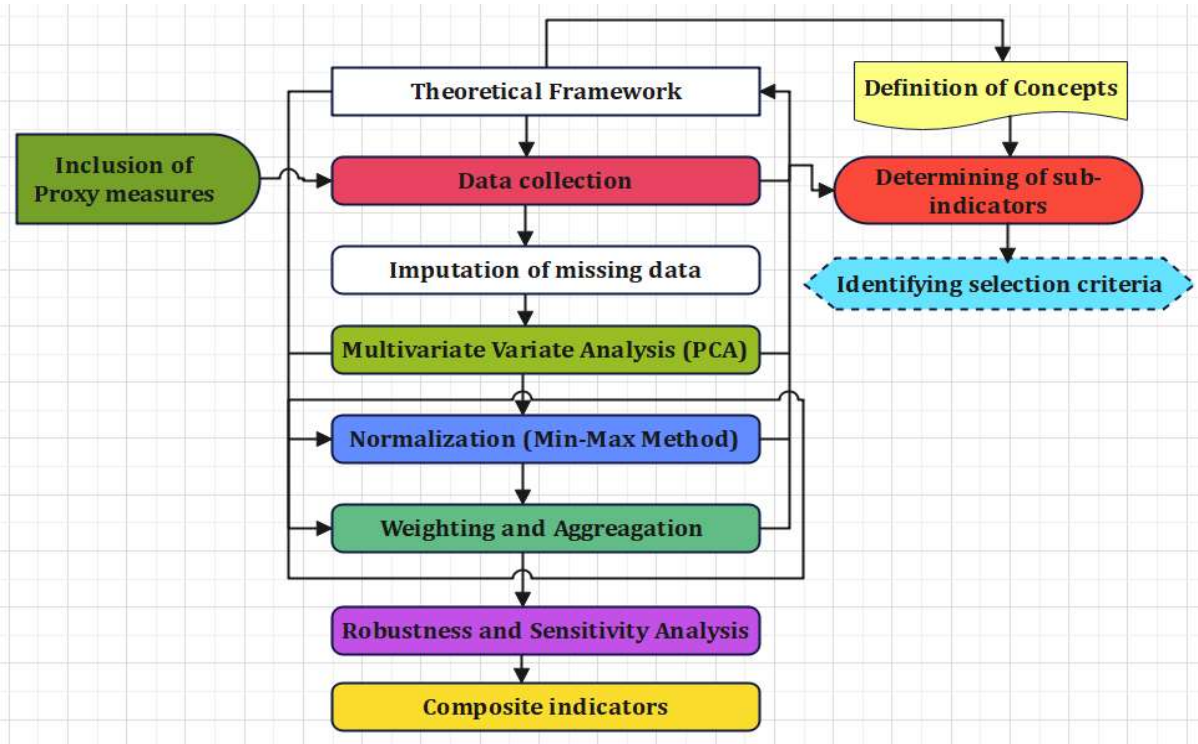 Theoretical Framework
Definition of Concepts
Inclusion of
Proxy measures
Data collection
Determining of sub-
indicators
Imputation of missing data
Identifying selection criteria
Multivariate Variate Analysis (PCA)
Normalization (Min-Max Method)
Weighting and Aggreagation
Robustness and Sensitivity Analysis
Composite indicators